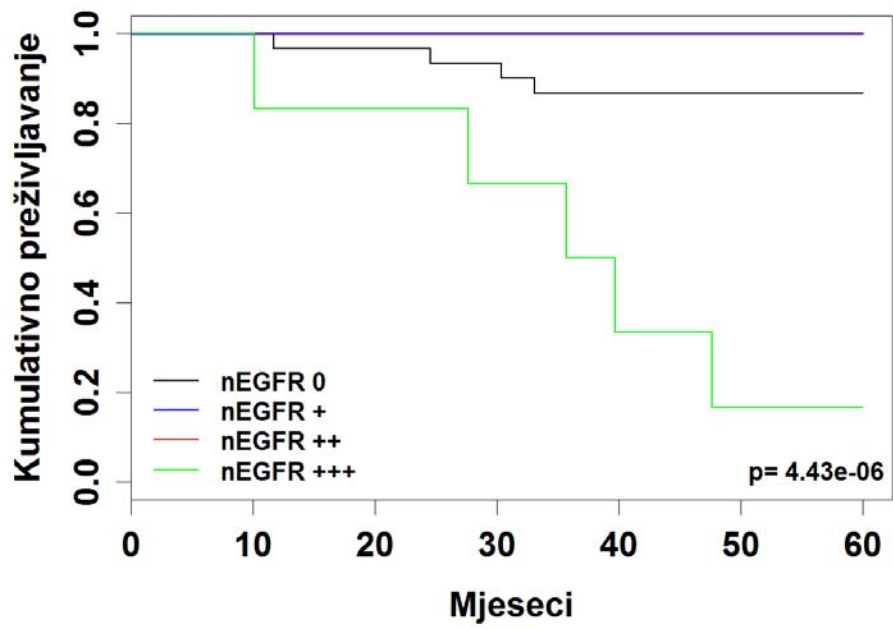 Kumulativno preživljavanje
1.0
0.8
0.6
0.4
0.2
0.0
nEGFR 0
nEGFR +
nEGFR ++
nEGFR +++
p= 4.43e-06
0 10 20 30 40 50 60
Mjeseci